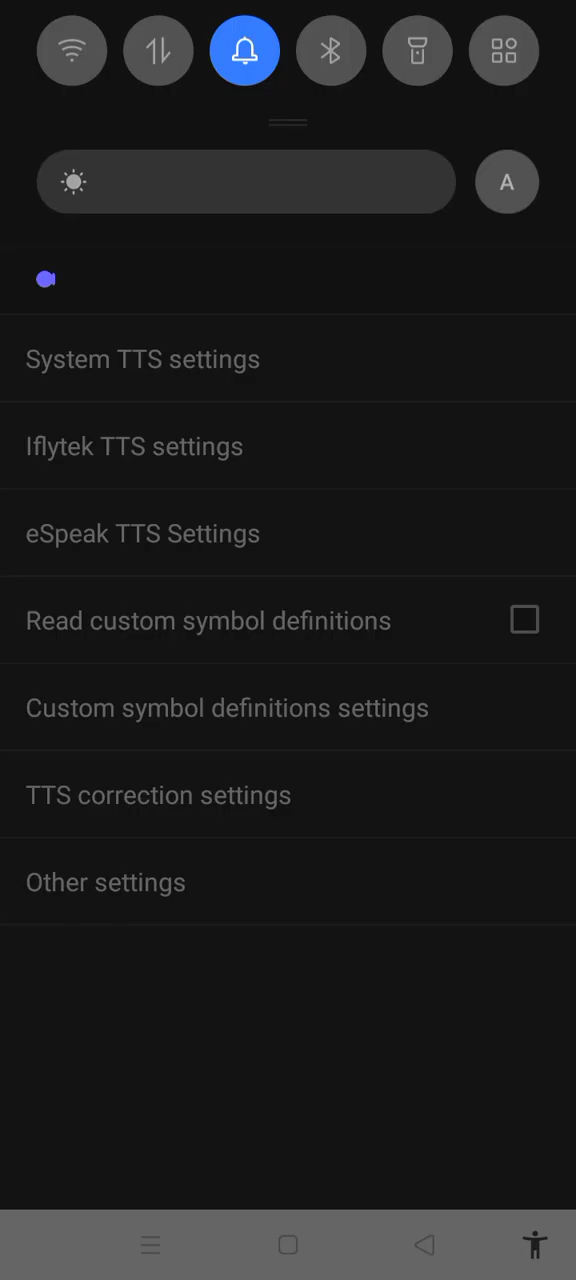 A
System TTS settings
Iflytek TTS settings
eSpeak TTS Settings
Read custom symbol definitions
Custom symbol definitions settings
TTS correction settings
Other settings